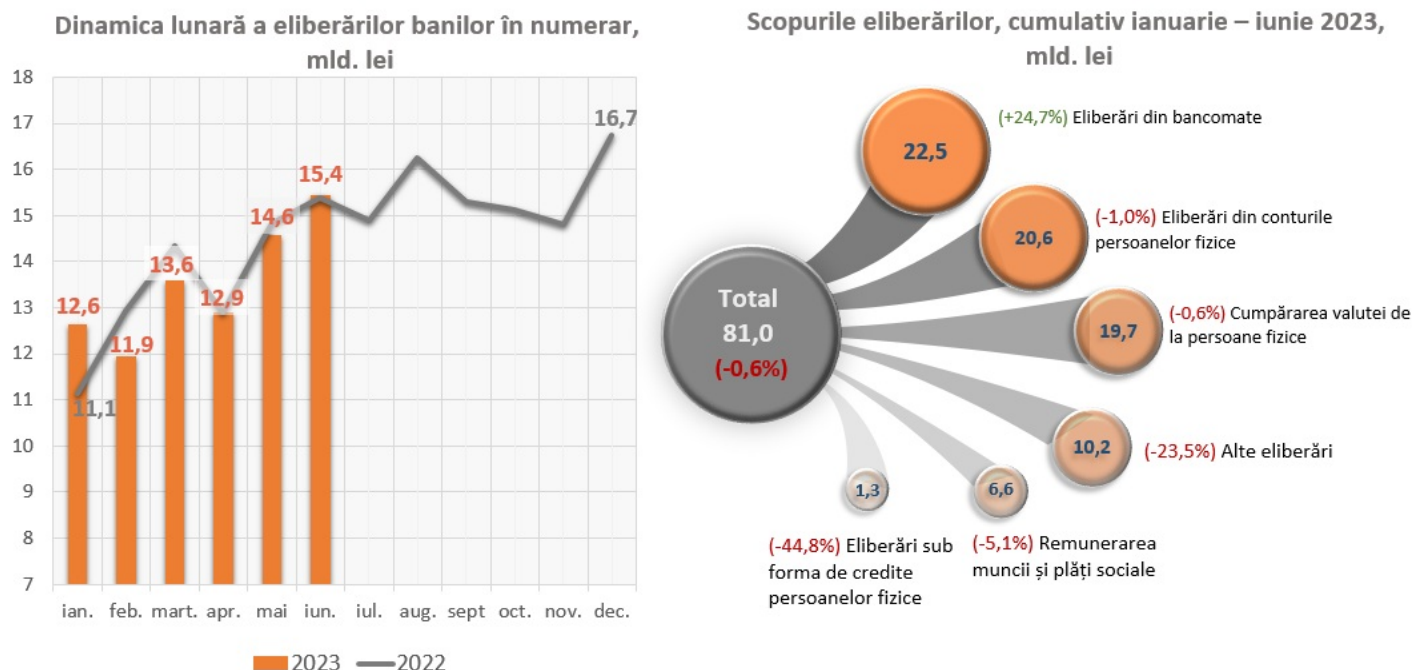 Dinamica lunară a eliberărilor banilor în numerar,
mld. lei
18
17
16
15
14
13
12
11
10
9
8
7
12,6
11,9
13,6
12,9
14,6
15,4
11,1
16,7
ian. feb. mart. apr. mai iun. iul. aug. sept oct. nov. dec.
2023 2022
Scopurile eliberărilor, cumulativ ianuarie – iunie 2023,
mld. lei
Total
81,0
(-0,6%)
22,5
(+24,7%) Eliberări din bancomate
20,6
(-1,0%) Eliberări din conturile
persoanelor fizice
19,7
(-0,6%) Cumpărarea valutei de
la persoane fizice
10,2
(-23,5%) Alte eliberări
6,6
(-5,1%) Remunerarea
muncii și plăți sociale
1,3
(-44,8%) Eliberări sub
forma de credite
persoanelor fizice